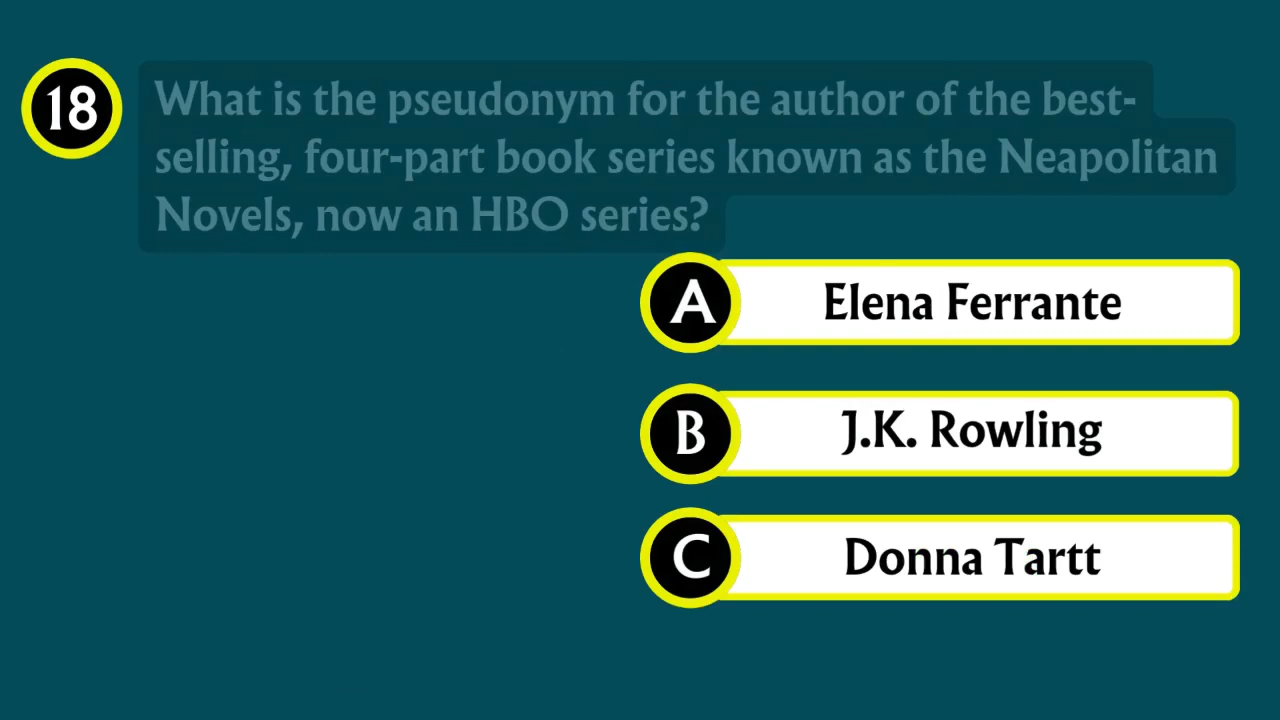 18
What is the pseudonym for the author of the best-
selling, four-part book series known as the Neapolitan
Novels, now an HBO series?
A Elena Ferrante
B J.K. Rowling
C Donna Tartt